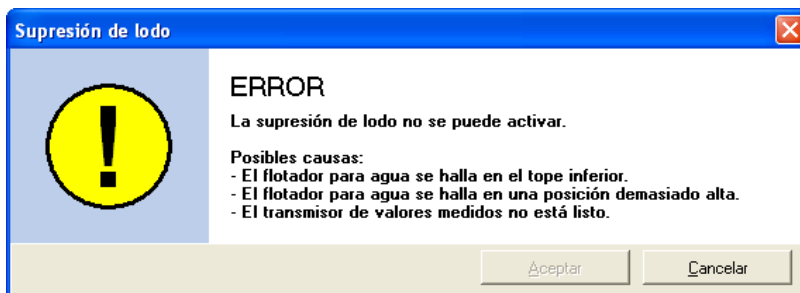 Supresión de lodo
ERROR
La supresión de lodo no se puede activar.
Posibles causas:
- El flotador para agua se halla en el tope inferior.
- El flotador para agua se halla en una posición demasiado alta.
- El transmisor de valores medidos no está listo.
Aceptar
Cancelar